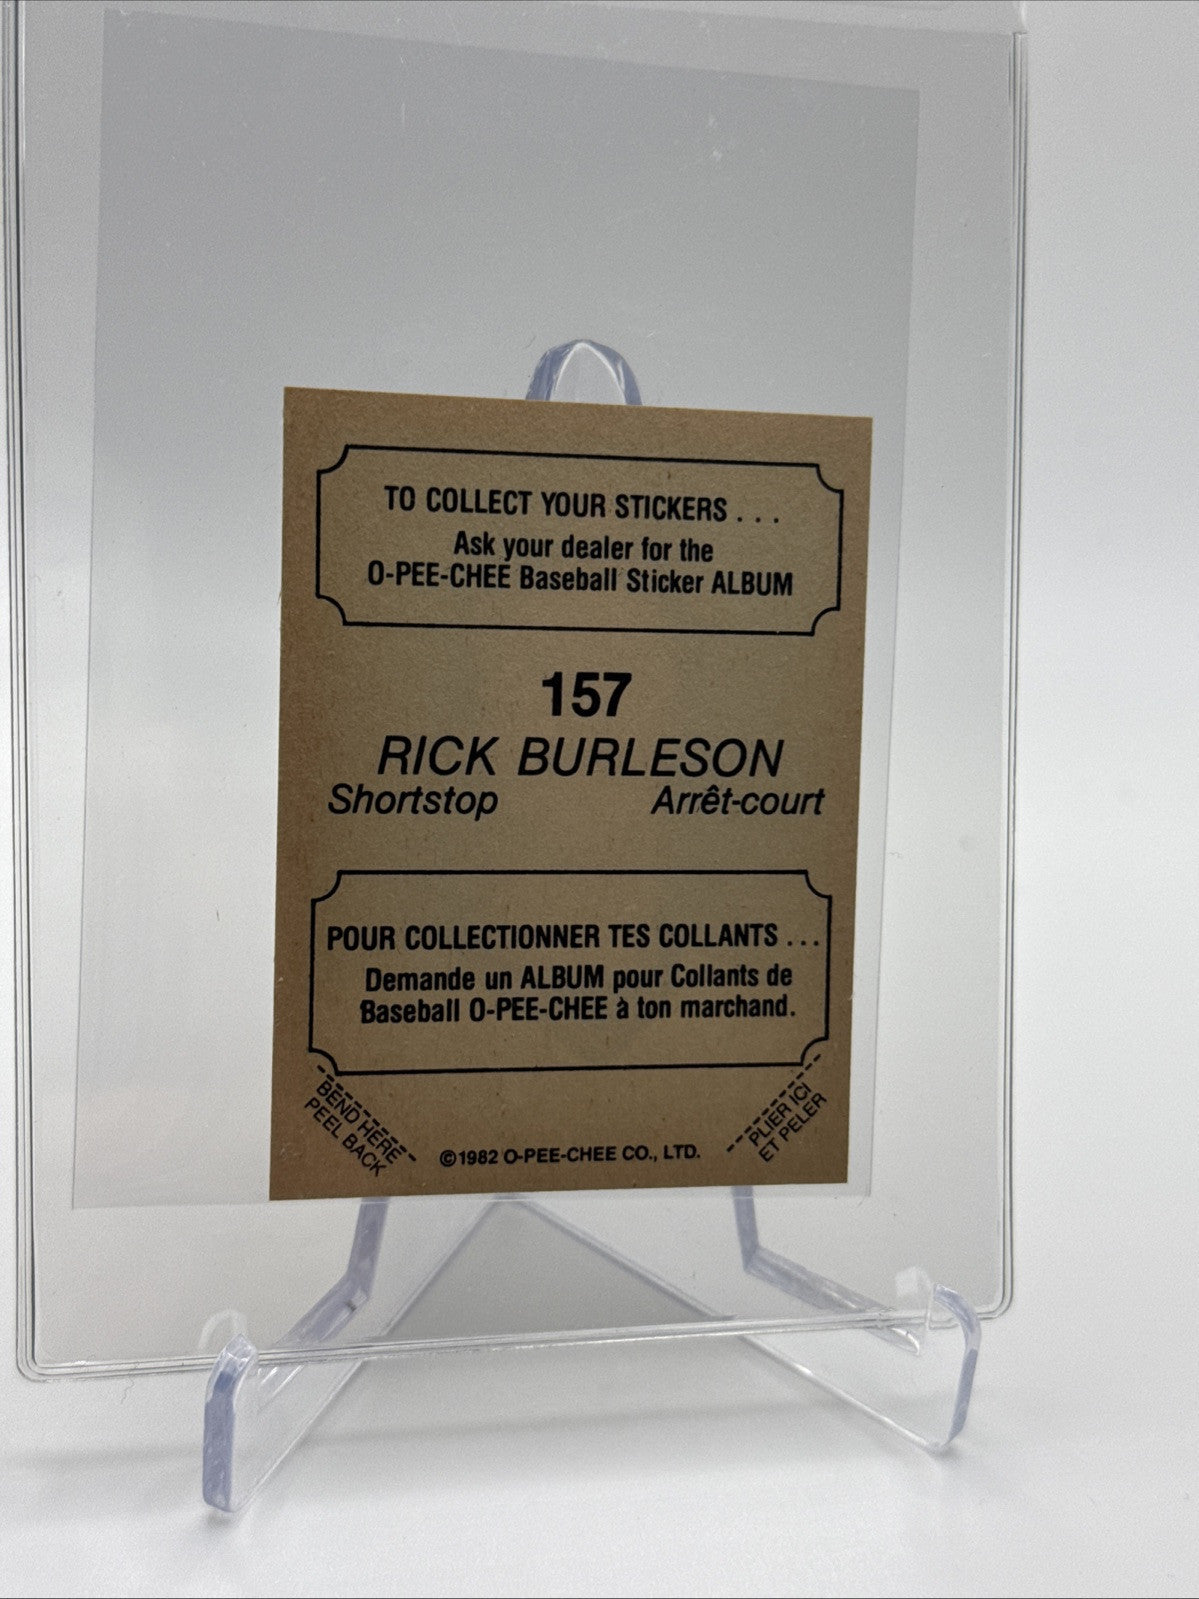 TO COLLECT YOUR STICKERS . . .
Ask your dealer for the
O-PEE-CHEE Baseball Sticker ALBUM
157
RICK BURLESON
Shortstop Arrêt-court
POUR COLLECTIONNER TES COLLANTS . . .
Demande un ALBUM pour Collants de
Baseball O-PEE-CHEE à ton marchand.
BEND HERE
PEEL BACK
©1982 O-PEE-CHEE CO., LTD.
PLIER ICI
ET PELER